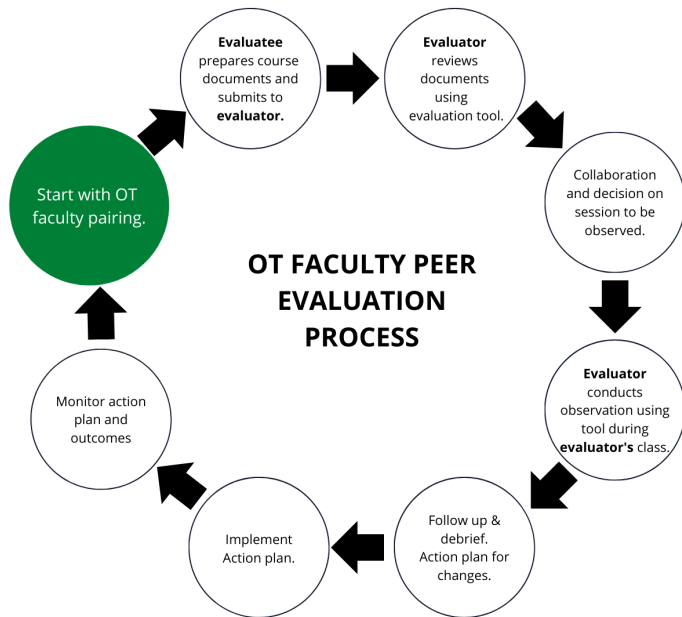 OT FACULTY PEER
EVALUATION
PROCESS
Start with OT
faculty pairing.
Evaluatee
prepares course
documents and
submits to
evaluator.
Evaluator
reviews
documents
using
evaluation tool.
Collaboration
and decision on
session to be
observed.
Evaluator
conducts
observation using
tool during
evaluator's class.
Follow up &
debrief.
Action plan for
changes.
Implement
Action plan.
Monitor action
plan and
outcomes